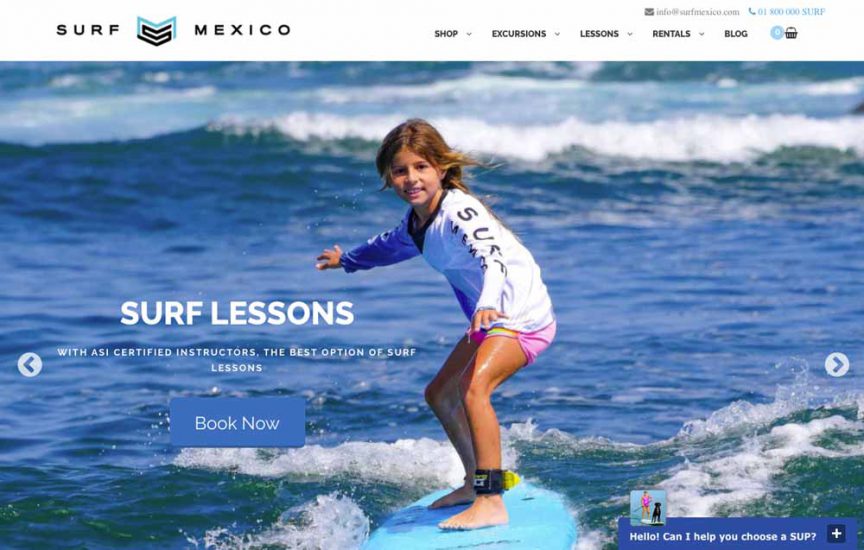 info@surfmexico.com 01 800 000 SURF
SURF MEXICO
SHOP EXCURSIONS LESSONS RENTALS BLOG 0
SURF
MEXICO
SURF LESSONS
WITH ASI CERTIFIED INSTRUCTORS, THE BEST OPTION OF SURF
LESSONS
Book Now
Hello! Can I help you choose a SUP? +